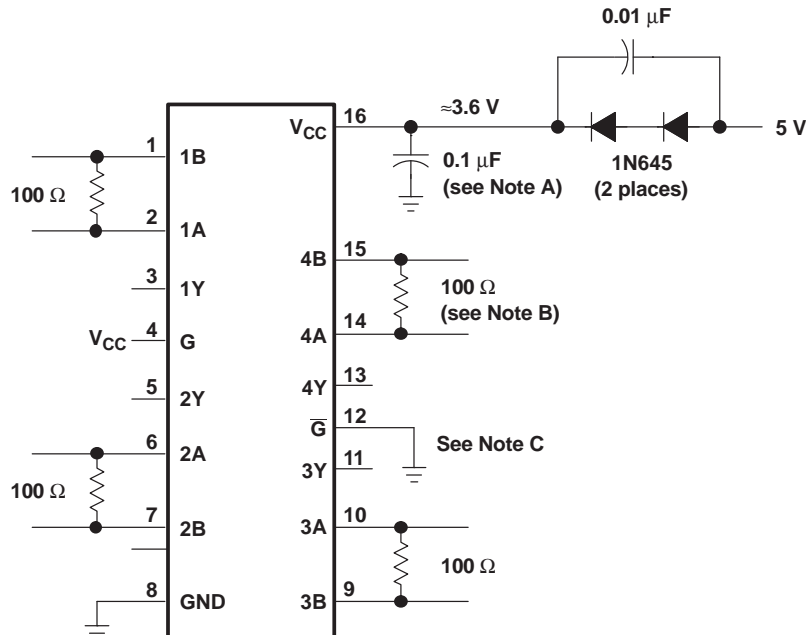 0.01 μF
16
≈3.6 V
VCC
5 V
1
1B
0.1 μF
(see Note A)
1N645
(2 places)
100 Ω
2
1A
15
4B
3
1Y
100 Ω
(see Note B)
VCC
4
G
14
4A
13
4Y
5
2Y
12
G̅
See Note C
6
2A
11
3Y
100 Ω
7
2B
10
3A
100 Ω
8
GND
9
3B